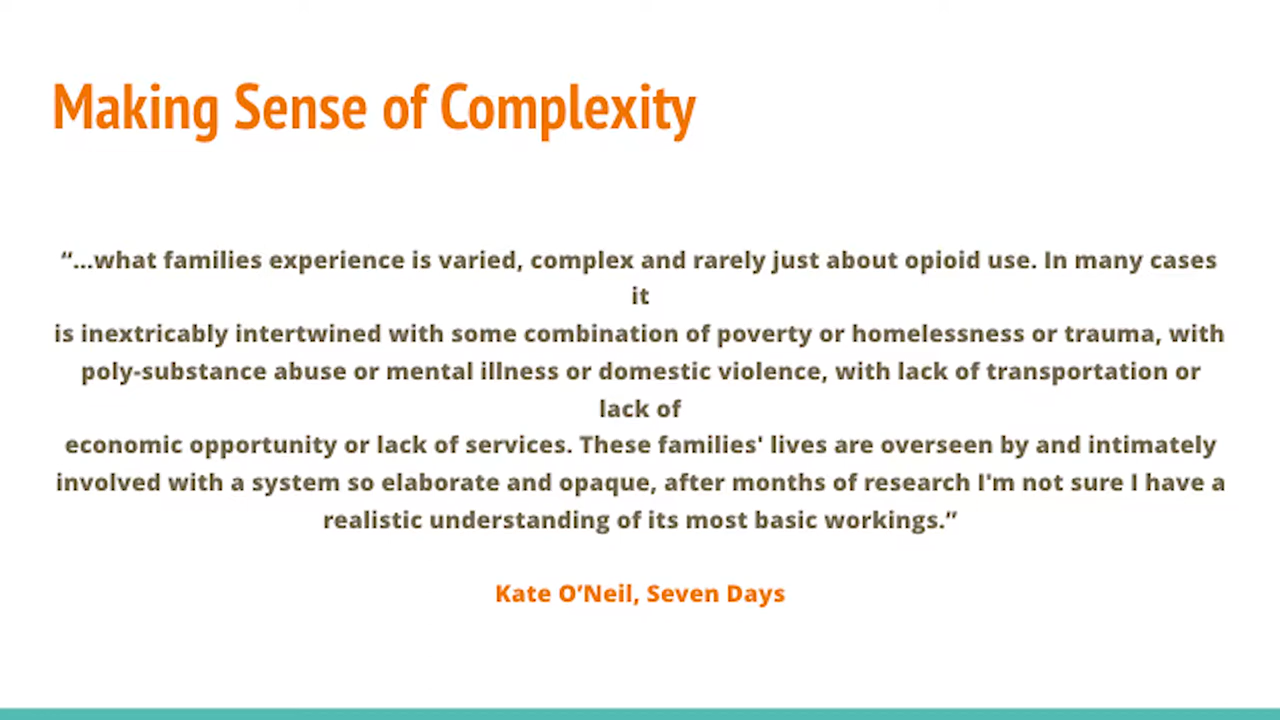 Making Sense of Complexity
“...what families experience is varied, complex and rarely just about opioid use. In many cases
it
is inextricably intertwined with some combination of poverty or homelessness or trauma, with
poly-substance abuse or mental illness or domestic violence, with lack of transportation or
lack of
economic opportunity or lack of services. These families' lives are overseen by and intimately
involved with a system so elaborate and opaque, after months of research I'm not sure I have a
realistic understanding of its most basic workings.”
Kate O’Neil, Seven Days